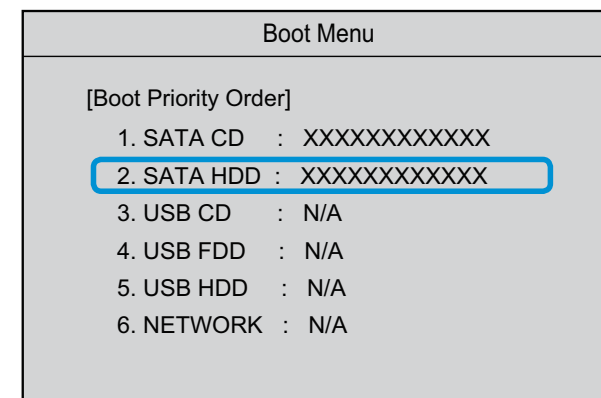 Boot Menu
[Boot Priority Order]
1. SATA CD : XXXXXXXXXXXX
2. SATA HDD : XXXXXXXXXXXX
3. USB CD : N/A
4. USB FDD : N/A
5. USB HDD : N/A
6. NETWORK : N/A